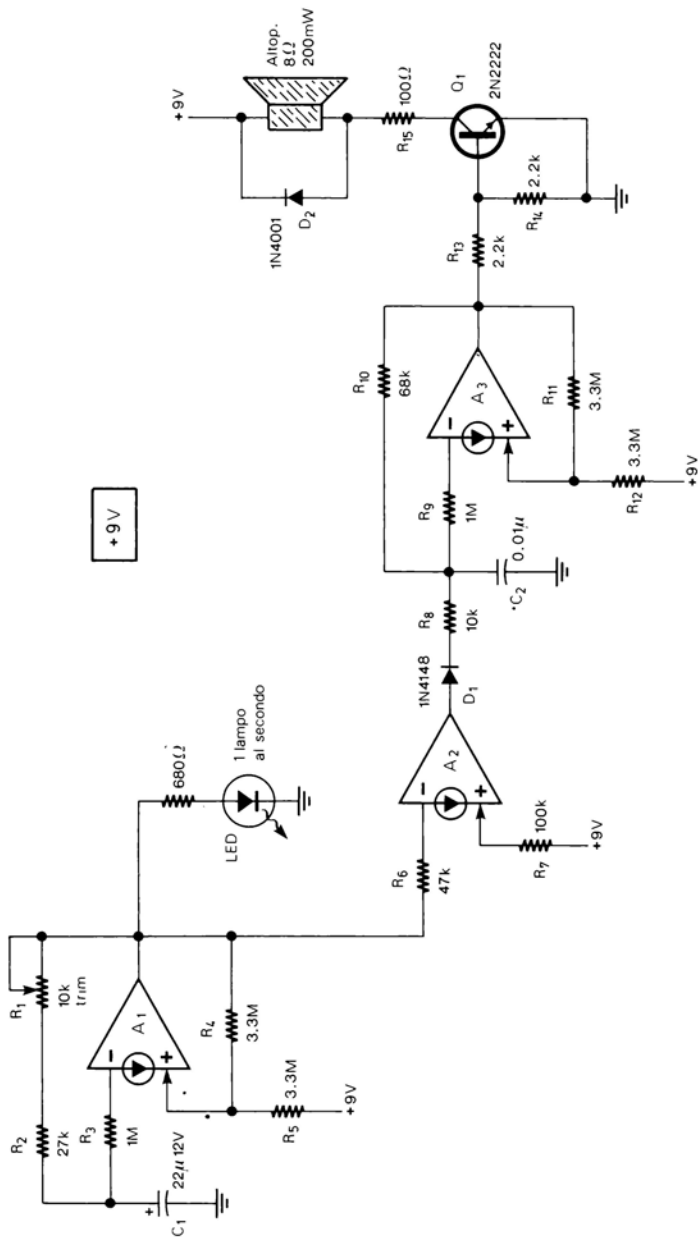 +9V
Altop.
8Ω
200mW
1N4001
D2
R15
100Ω
Q1
2N2222
R13
2.2k
R14
2.2k
+9V
R10
68k
A3
−
+
R11
3.3M
R12
3.3M
+9V
R9
1M
C2
0.01µ
R8
10k
1N4148
D1
A2
−
+
R6
47k
R7
100k
+9V
680Ω
1 lampo
al secondo
LED
R1
10k
trim
A1
−
+
R4
3.3M
R5
3.3M
+9V
R2
27k
R3
1M
22µ 12V
+
C1